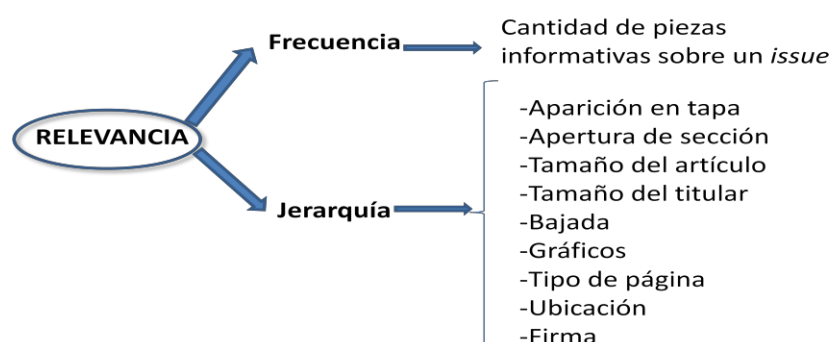 RELEVANCIA
Frecuencia
Cantidad de piezas
informativas sobre un issue
Jerarquía
-Aparición en tapa
-Apertura de sección
-Tamaño del artículo
-Tamaño del titular
-Bajada
-Gráficos
-Tipo de página
-Ubicación
-Firma